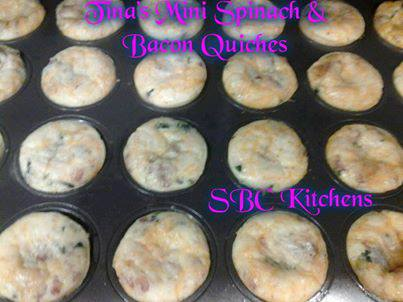 Tina's Mini Spinach &
Bacon Quiches
SBC Kitchens